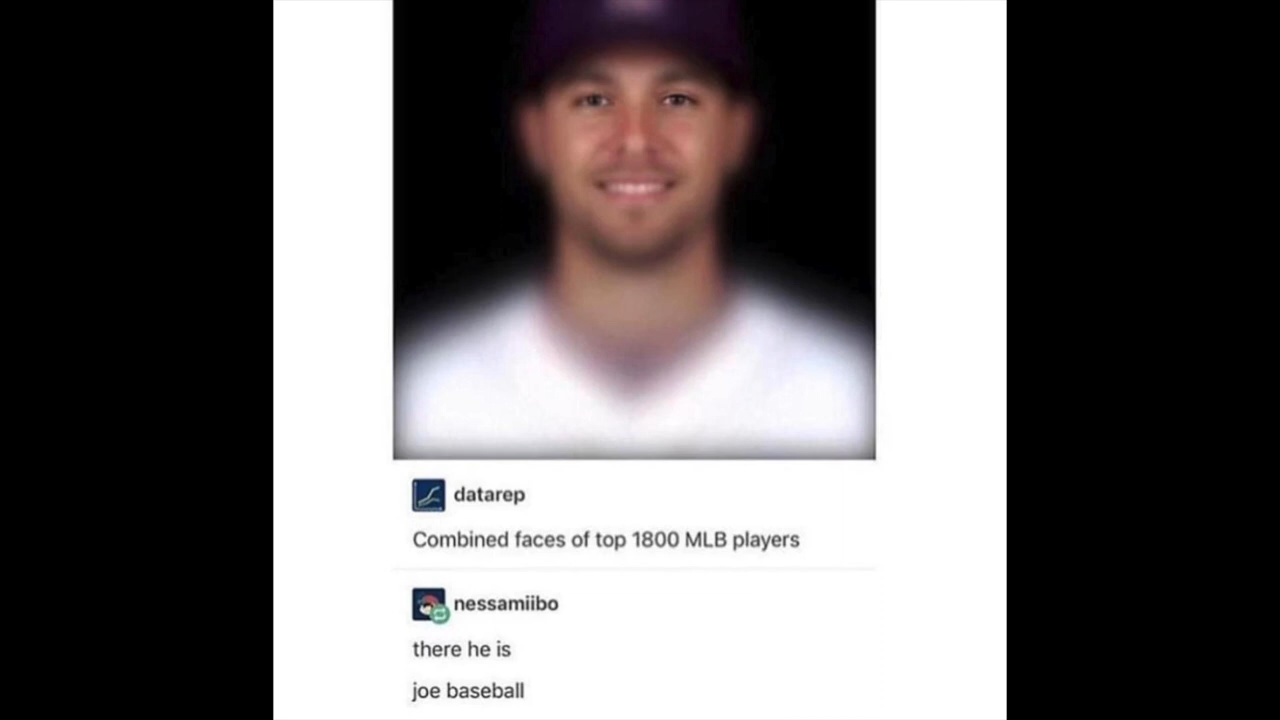 datarep
Combined faces of top 1800 MLB players
nessamiibo
there he is
joe baseball